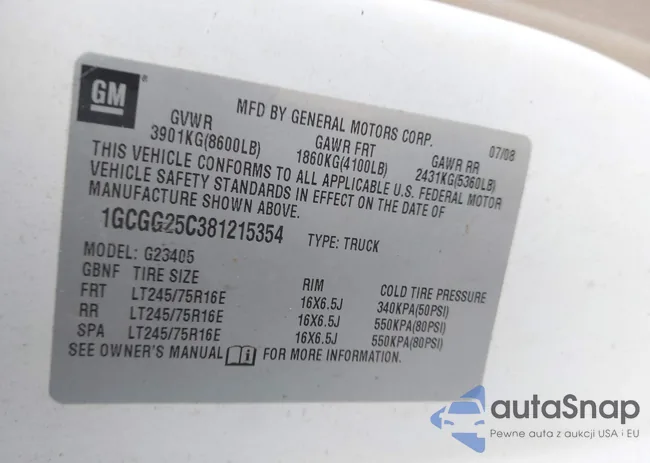 GM
MFD BY GENERAL MOTORS CORP. 07/08
GVWR GAWR FRT GAWR RR
3901KG(8600LB) 1860KG(4100LB) 2431KG(5360LB)
THIS VEHICLE CONFORMS TO ALL APPLICABLE U.S. FEDERAL MOTOR
VEHICLE SAFETY STANDARDS IN EFFECT ON THE DATE OF
MANUFACTURE SHOWN ABOVE.
1GCGG25C381215354 TYPE: TRUCK
MODEL: G23405
GBNF TIRE SIZE RIM COLD TIRE PRESSURE
FRT LT245/75R16E 16X6.5J 340KPA(50PSI)
RR LT245/75R16E 16X6.5J 550KPA(80PSI)
SPA LT245/75R16E 16X6.5J 550KPA(80PSI)
SEE OWNER'S MANUAL FOR MORE INFORMATION.
autaSnap
Pewne auta z aukcji USA i EU